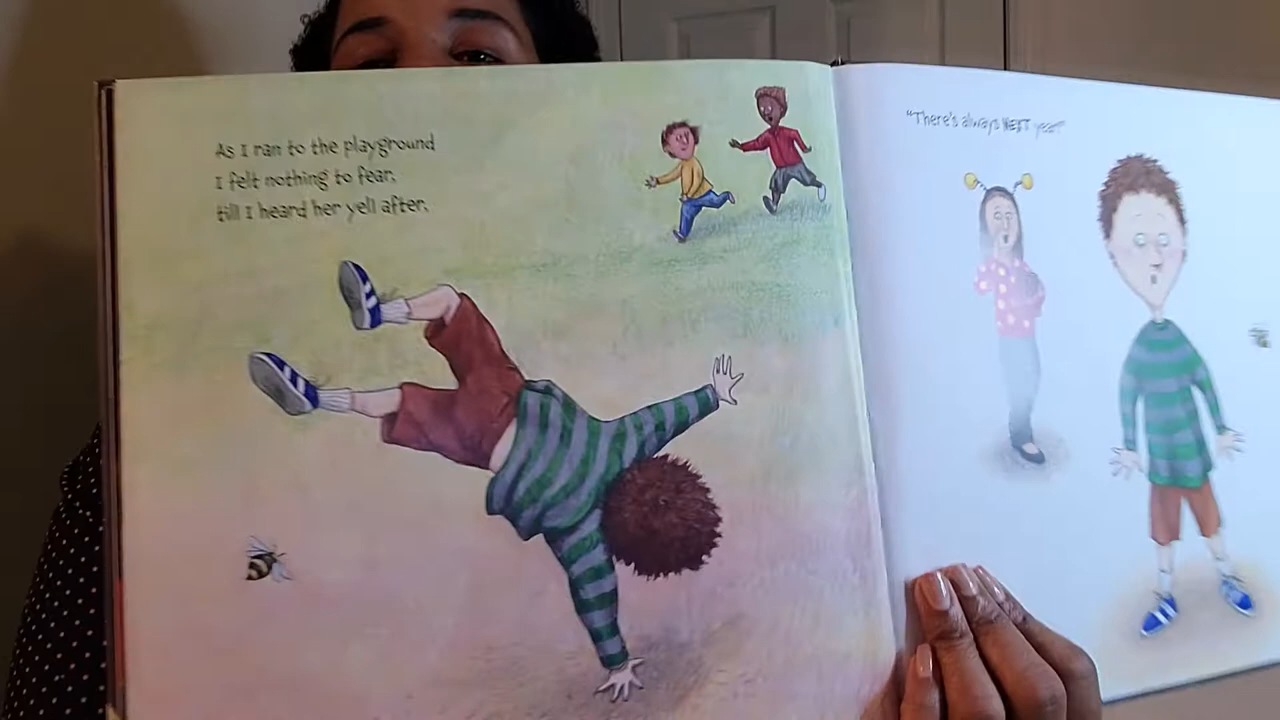 As I ran to the playground
I felt nothing to fear,
till I heard her yell after,
"There's always NEXT year!"